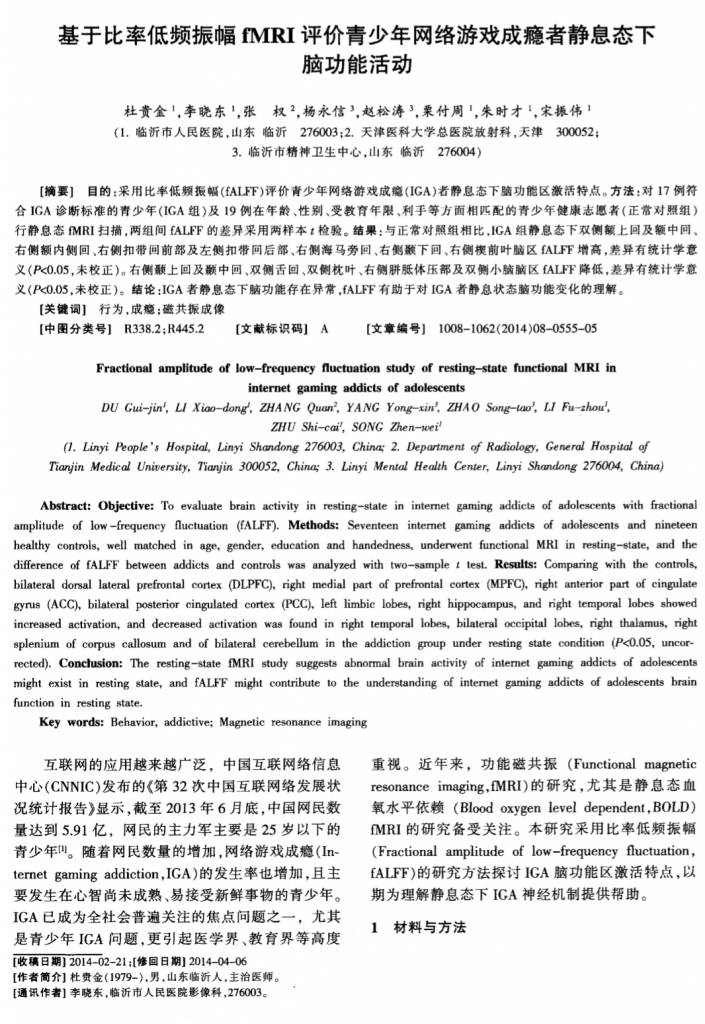 基于比率低频振幅 fMRI 评价青少年网络游戏成瘾者静息态下
脑功能活动
杜贵金1,李晓东1,张　权2,杨永信3,赵松涛3,栗付周1,朱时才1,宋振伟1
(1. 临沂市人民医院,山东 临沂　276003;2. 天津医科大学总医院放射科,天津　300052;
3. 临沂市精神卫生中心,山东 临沂　276004)
[摘要]　目的:采用比率低频振幅(fALFF)评价青少年网络游戏成瘾(IGA)者静息态下脑功能区激活特点。方法:对 17 例符
合 IGA 诊断标准的青少年(IGA 组)及 19 例在年龄、性别、受教育年限、利手等方面相匹配的青少年健康志愿者(正常对照组)
行静息态 fMRI 扫描,两组间 fALFF 的差异采用两样本 t 检验。结果:与正常对照组相比,IGA 组静息态下双侧额上回及额中回、
右侧额内侧回、右侧扣带回前部及左侧扣带回后部、右侧海马旁回、右侧颞下回、右侧楔前叶脑区 fALFF 增高,差异有统计学意
义(P<0.05,未校正)。右侧颞上回及颞中回、双侧舌回、双侧枕叶、右侧胼胝体压部及双侧小脑脑区 fALFF 降低,差异有统计学意
义(P<0.05,未校正)。结论:IGA 者静息态下脑功能存在异常,fALFF 有助于对 IGA 者静息状态脑功能变化的理解。
[关键词]　行为,成瘾;磁共振成像
[中图分类号]　R338.2;R445.2　　[文献标识码]　A　　[文章编号]　1008-1062(2014)08-0555-05
Fractional amplitude of low-frequency fluctuation study of resting-state functional MRI in
internet gaming addicts of adolescents
DU Gui-jin1, LI Xiao-dong1, ZHANG Quan2, YANG Yong-xin3, ZHAO Song-tao3, LI Fu-zhou1,
ZHU Shi-cai1, SONG Zhen-wei1
(1. Linyi People's Hospital, Linyi Shandong 276003, China; 2. Department of Radiology, General Hospital of
Tianjin Medical University, Tianjin 300052, China; 3. Linyi Mental Health Center, Linyi Shandong 276004, China)
Abstract: Objective: To evaluate brain activity in resting-state in internet gaming addicts of adolescents with fractional
amplitude of low-frequency fluctuation (fALFF). Methods: Seventeen internet gaming addicts of adolescents and nineteen
healthy controls, well matched in age, gender, education and handedness, underwent functional MRI in resting-state, and the
difference of fALFF between addicts and controls was analyzed with two-sample t test. Results: Comparing with the controls,
bilateral dorsal lateral prefrontal cortex (DLPFC), right medial part of prefrontal cortex (MPFC), right anterior part of cingulate
gyrus (ACC), bilateral posterior cingulated cortex (PCC), left limbic lobes, right hippocampus, and right temporal lobes showed
increased activation, and decreased activation was found in right temporal lobes, bilateral occipital lobes, right thalamus, right
splenium of corpus callosum and of bilateral cerebellum in the addiction group under resting state condition (P<0.05, uncor-
rected). Conclusion: The resting-state fMRI study suggests abnormal brain activity of internet gaming addicts of adolescents
might exist in resting state, and fALFF might contribute to the understanding of internet gaming addicts of adolescents brain
function in resting state.
Key words: Behavior, addictive; Magnetic resonance imaging
互联网的应用越来越广泛，中国互联网络信息
中心(CNNIC)发布的《第 32 次中国互联网络发展状
况统计报告》显示,截至 2013 年 6 月底,中国网民数
量达到 5.91 亿，网民的主力军主要是 25 岁以下的
青少年[1]。随着网民数量的增加,网络游戏成瘾(In-
ternet gaming addiction,IGA)的发生率也增加,且主
要发生在心智尚未成熟、易接受新鲜事物的青少年。
IGA 已成为全社会普遍关注的焦点问题之一，尤其
是青少年 IGA 问题,更引起医学界、教育界等高度
重视。近年来，功能磁共振 (Functional magnetic
resonance imaging,fMRI)的研究,尤其是静息态血
氧水平依赖 (Blood oxygen level dependent,BOLD)
fMRI 的研究备受关注。本研究采用比率低频振幅
(Fractional amplitude of low-frequency fluctuation,
fALFF)的研究方法探讨 IGA 脑功能区激活特点,以
期为理解静息态下 IGA 神经机制提供帮助。
1　材料与方法
[收稿日期] 2014-02-21;[修回日期] 2014-04-06
[作者简介] 杜贵金(1979-),男,山东临沂人,主治医师。
[通讯作者] 李晓东,临沂市人民医院影像科,276003。